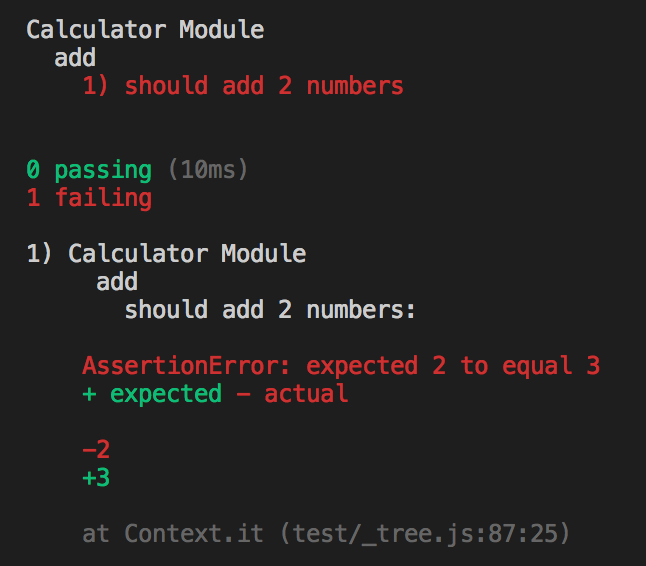 Calculator Module
add
1) should add 2 numbers
0 passing (10ms)
1 failing
1) Calculator Module
add
should add 2 numbers:
AssertionError: expected 2 to equal 3
+ expected - actual
-2
+3
at Context.it (test/_tree.js:87:25)